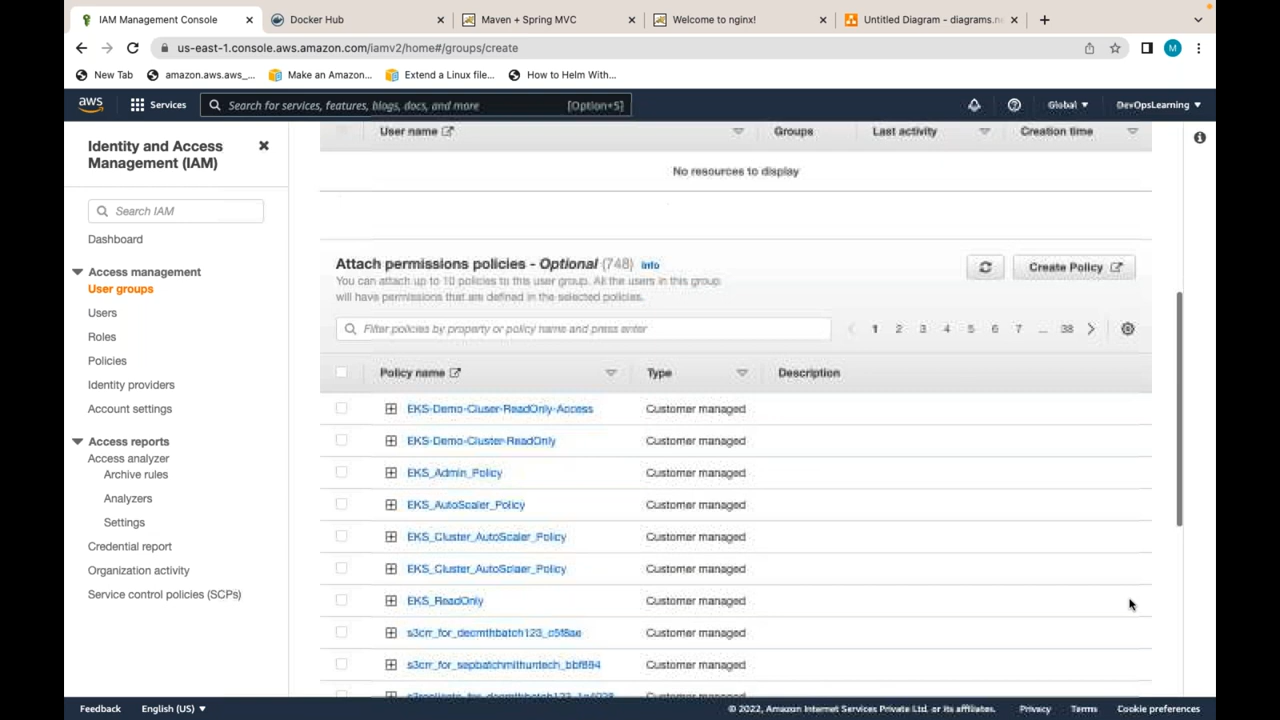 IAM Management Console
Docker Hub
Maven + Spring MVC
Welcome to nginx!
Untitled Diagram - diagrams.ne
us-east-1.console.aws.amazon.com/iamv2/home#/groups/create
M
New Tab
amazon.aws.aws_...
Make an Amazon...
Extend a Linux file...
How to Helm With...
aws
Services
Search for services, features, blogs, docs, and more
[Option+S]
Global
DevOpsLearning
Identity and Access
Management (IAM)
Search IAM
Dashboard
Access management
User groups
Users
Roles
Policies
Identity providers
Account settings
Access reports
Access analyzer
Archive rules
Analyzers
Settings
Credential report
Organization activity
Service control policies (SCPs)
User name
Groups
Last activity
Creation time
No resources to display
Attach permissions policies - Optional (748) Info
You can attach up to 10 policies to this user group. All the users in this group
will have permissions that are defined in the selected policies.
Create Policy
Filter policies by property or policy name and press enter
1 2 3 4 5 6 7 ... 38
Policy name
Type
Description
EKS-Demo-Cluser-ReadOnly-Access
Customer managed
EKS-Demo-Cluster-ReadOnly
Customer managed
EKS_Admin_Policy
Customer managed
EKS_AutoScaler_Policy
Customer managed
EKS_Cluster_AutoScaler_Policy
Customer managed
EKS_Cluster_AutoSclaer_Policy
Customer managed
EKS_ReadOnly
Customer managed
s3crr_for_decmthbatch123_c5f8ae
Customer managed
s3crr_for_sepbatchmithuntech_bbf894
Customer managed
Feedback
English (US)
© 2022, Amazon Internet Services Private Ltd. or its affiliates.
Privacy
Terms
Cookie preferences